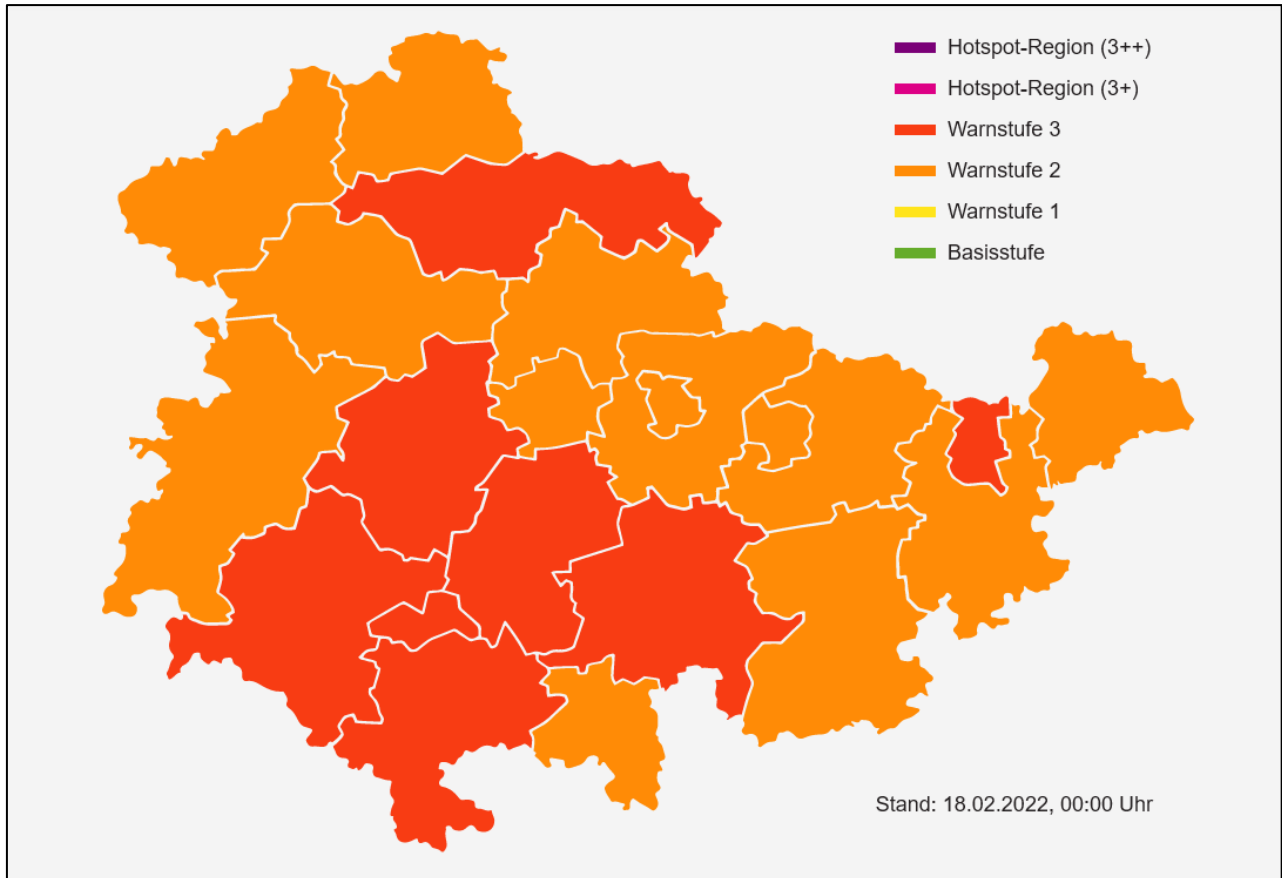 Hotspot-Region (3++)
Hotspot-Region (3+)
Warnstufe 3
Warnstufe 2
Warnstufe 1
Basisstufe
Stand: 18.02.2022, 00:00 Uhr